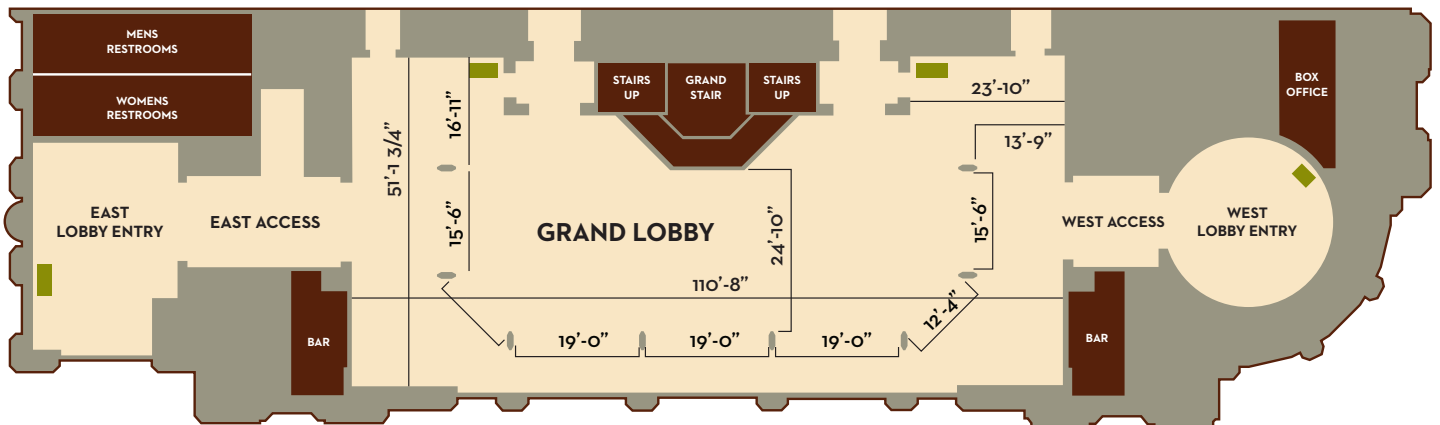 MENS
RESTROOMS
WOMENS
RESTROOMS
EAST
LOBBY ENTRY
EAST ACCESS
51'-1 3/4"
16'-11"
15'-6"
STAIRS
UP
GRAND
STAIR
STAIRS
UP
GRAND LOBBY
24'-10"
110'-8"
19'-0"
19'-0"
19'-0"
12'-4"
15'-6"
13'-9"
23'-10"
WEST ACCESS
WEST
LOBBY ENTRY
BOX
OFFICE
BAR
BAR